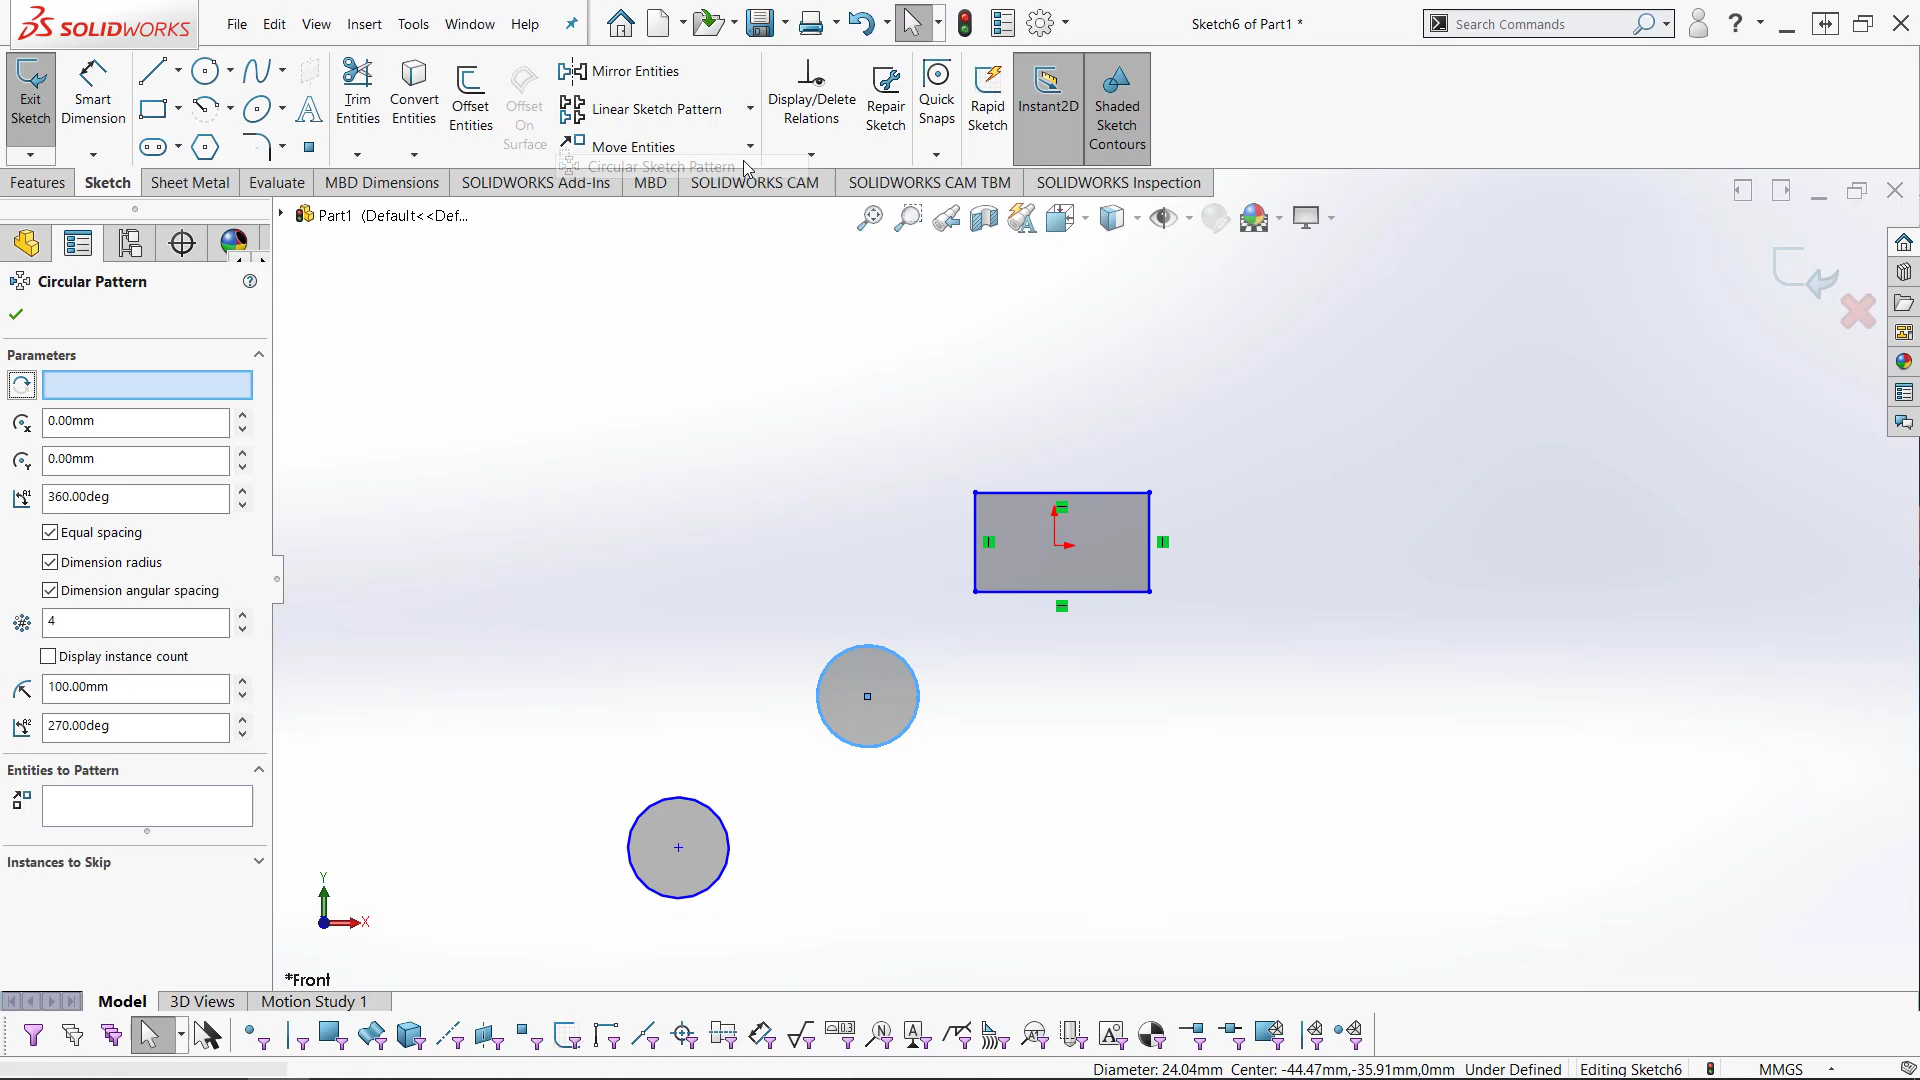 SOLIDWORKS
File Edit View Insert Tools Window Help
Sketch6 of Part1 *
Search Commands
?
Exit Sketch
Smart Dimension
Trim Entities
Convert Entities
Offset Entities
Offset On Surface
Mirror Entities
Linear Sketch Pattern
Move Entities
Circular Sketch Pattern
Display/Delete Relations
Repair Sketch
Quick Snaps
Rapid Sketch
Instant2D
Shaded Sketch Contours
Features Sketch Sheet Metal Evaluate MBD Dimensions SOLIDWORKS Add-Ins MBD SOLIDWORKS CAM SOLIDWORKS CAM TBM SOLIDWORKS Inspection
Part1 (Default<<Def...
Circular Pattern
Parameters
0.00mm
0.00mm
360.00deg
Equal spacing
Dimension radius
Dimension angular spacing
4
Display instance count
100.00mm
270.00deg
Entities to Pattern
Instances to Skip
Y
X
*Front
Model 3D Views Motion Study 1
Diameter: 24.04mm Center: -44.47mm,-35.91mm,0mm Under Defined Editing Sketch6 MMGS